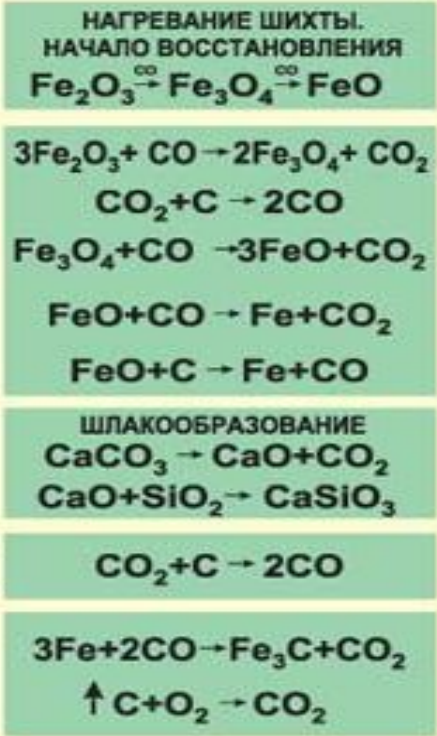 НАГРЕВАНИЕ ШИХТЫ.
НАЧАЛО ВОССТАНОВЛЕНИЯ
Fe₂O₃ →^CO Fe₃O₄ →^CO FeO
3Fe₂O₃+ CO→2Fe₃O₄+ CO₂
CO₂+C → 2CO
Fe₃O₄+CO →3FeO+CO₂
FeO+CO → Fe+CO₂
FeO+C → Fe+CO
ШЛАКООБРАЗОВАНИЕ
CaCO₃ → CaO+CO₂
CaO+SiO₂→ CaSiO₃
CO₂+C → 2CO
3Fe+2CO→Fe₃C+CO₂
↑ C+O₂ → CO₂